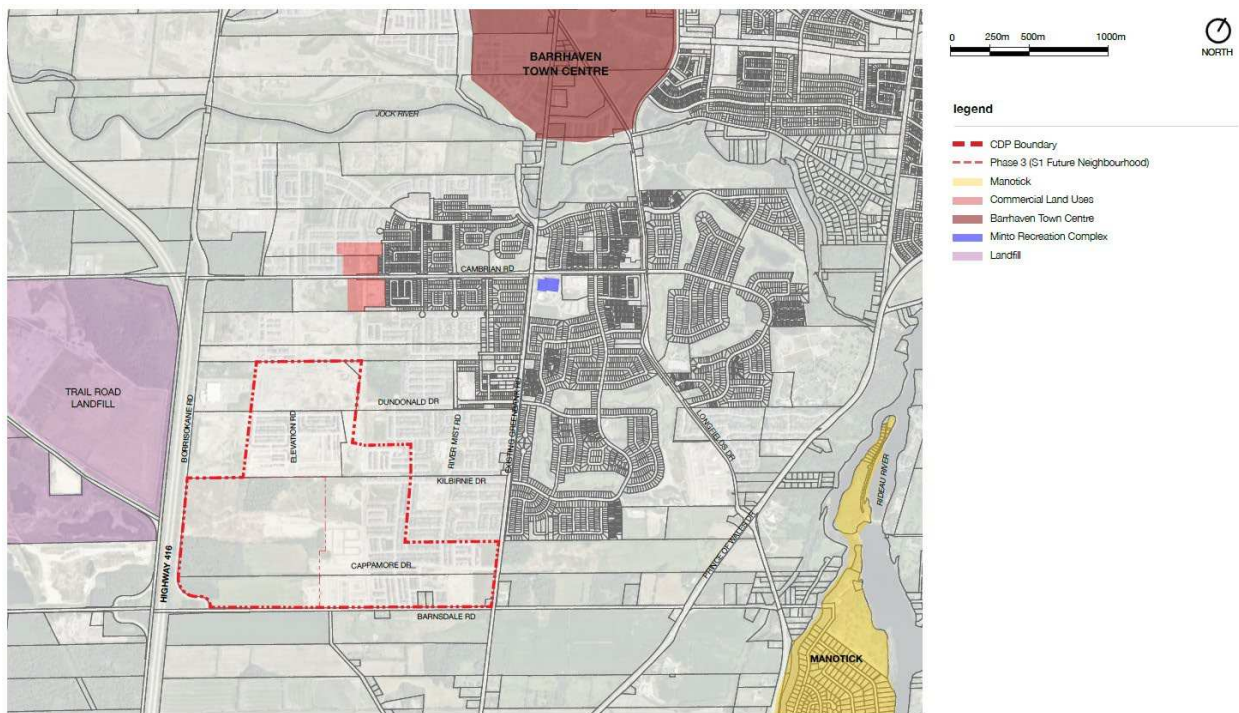 BARRHAVEN
TOWN CENTRE
JOCK RIVER
CAMBRIAN RD
TRAIL ROAD
LANDFILL
BORRISOKANE RD
ELEVATION RD
DUNDONALD DR
RIVER MIST RD
KILBIRNIE DR
LONGFIELDS DR
RIDEAU RIVER
PRINCE OF WALES DR
HIGHWAY 416
CAPPAMORE DR
BARNSDALE RD
MANOTICK
0 250m 500m 1000m
NORTH
legend
CDP Boundary
Phase 3 (S1 Future Neighbourhood)
Manotick
Commercial Land Uses
Barrhaven Town Centre
Minto Recreation Complex
Landfill